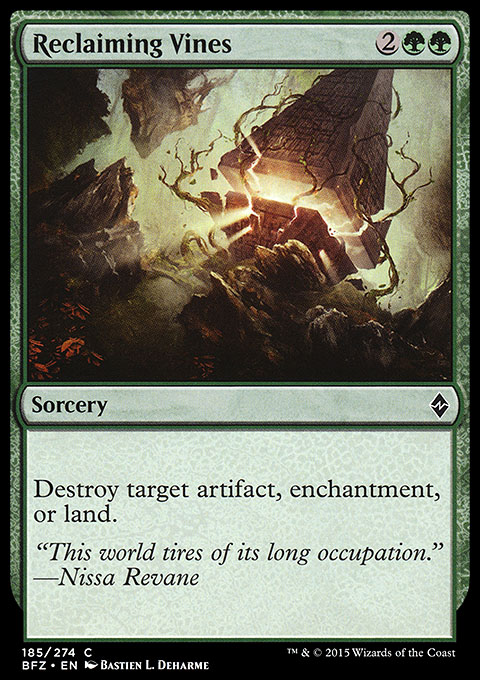 Reclaiming Vines 2
Sorcery
Destroy target artifact, enchantment,
or land.
“This world tires of its long occupation.”
—Nissa Revane
185/274 C
BFZ • EN Bastien L. Deharme
™ & © 2015 Wizards of the Coast